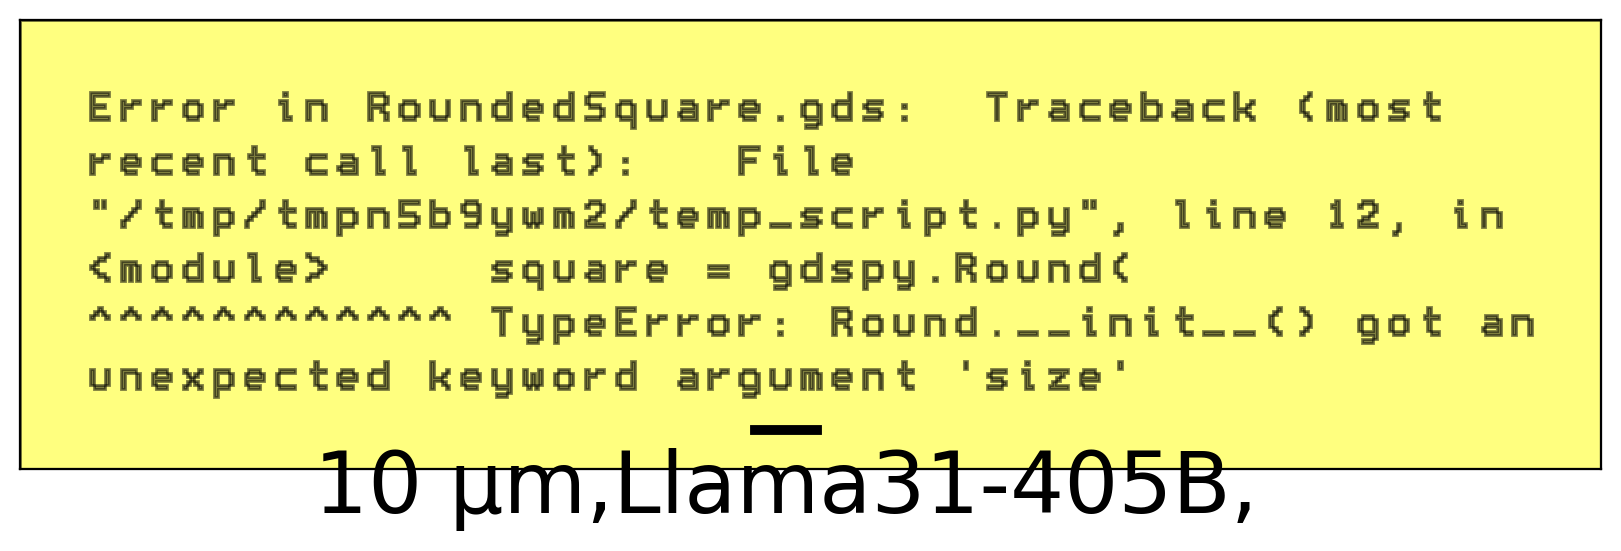 Error in RoundedSquare.gds:  Traceback (most
recent call last):   File
"/tmp/tmpn5b9ywm2/temp_script.py", line 12, in
<module>     square = gdspy.Round(
^^^^^^^^^^^^ TypeError: Round.__init__() got an
unexpected keyword argument 'size'
10 μm,Llama31-405B,